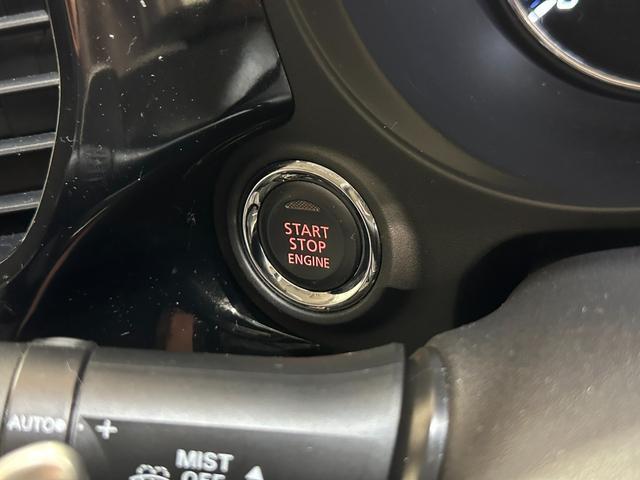 START
STOP
ENGINE
AUTO
- +
MIST
OFF